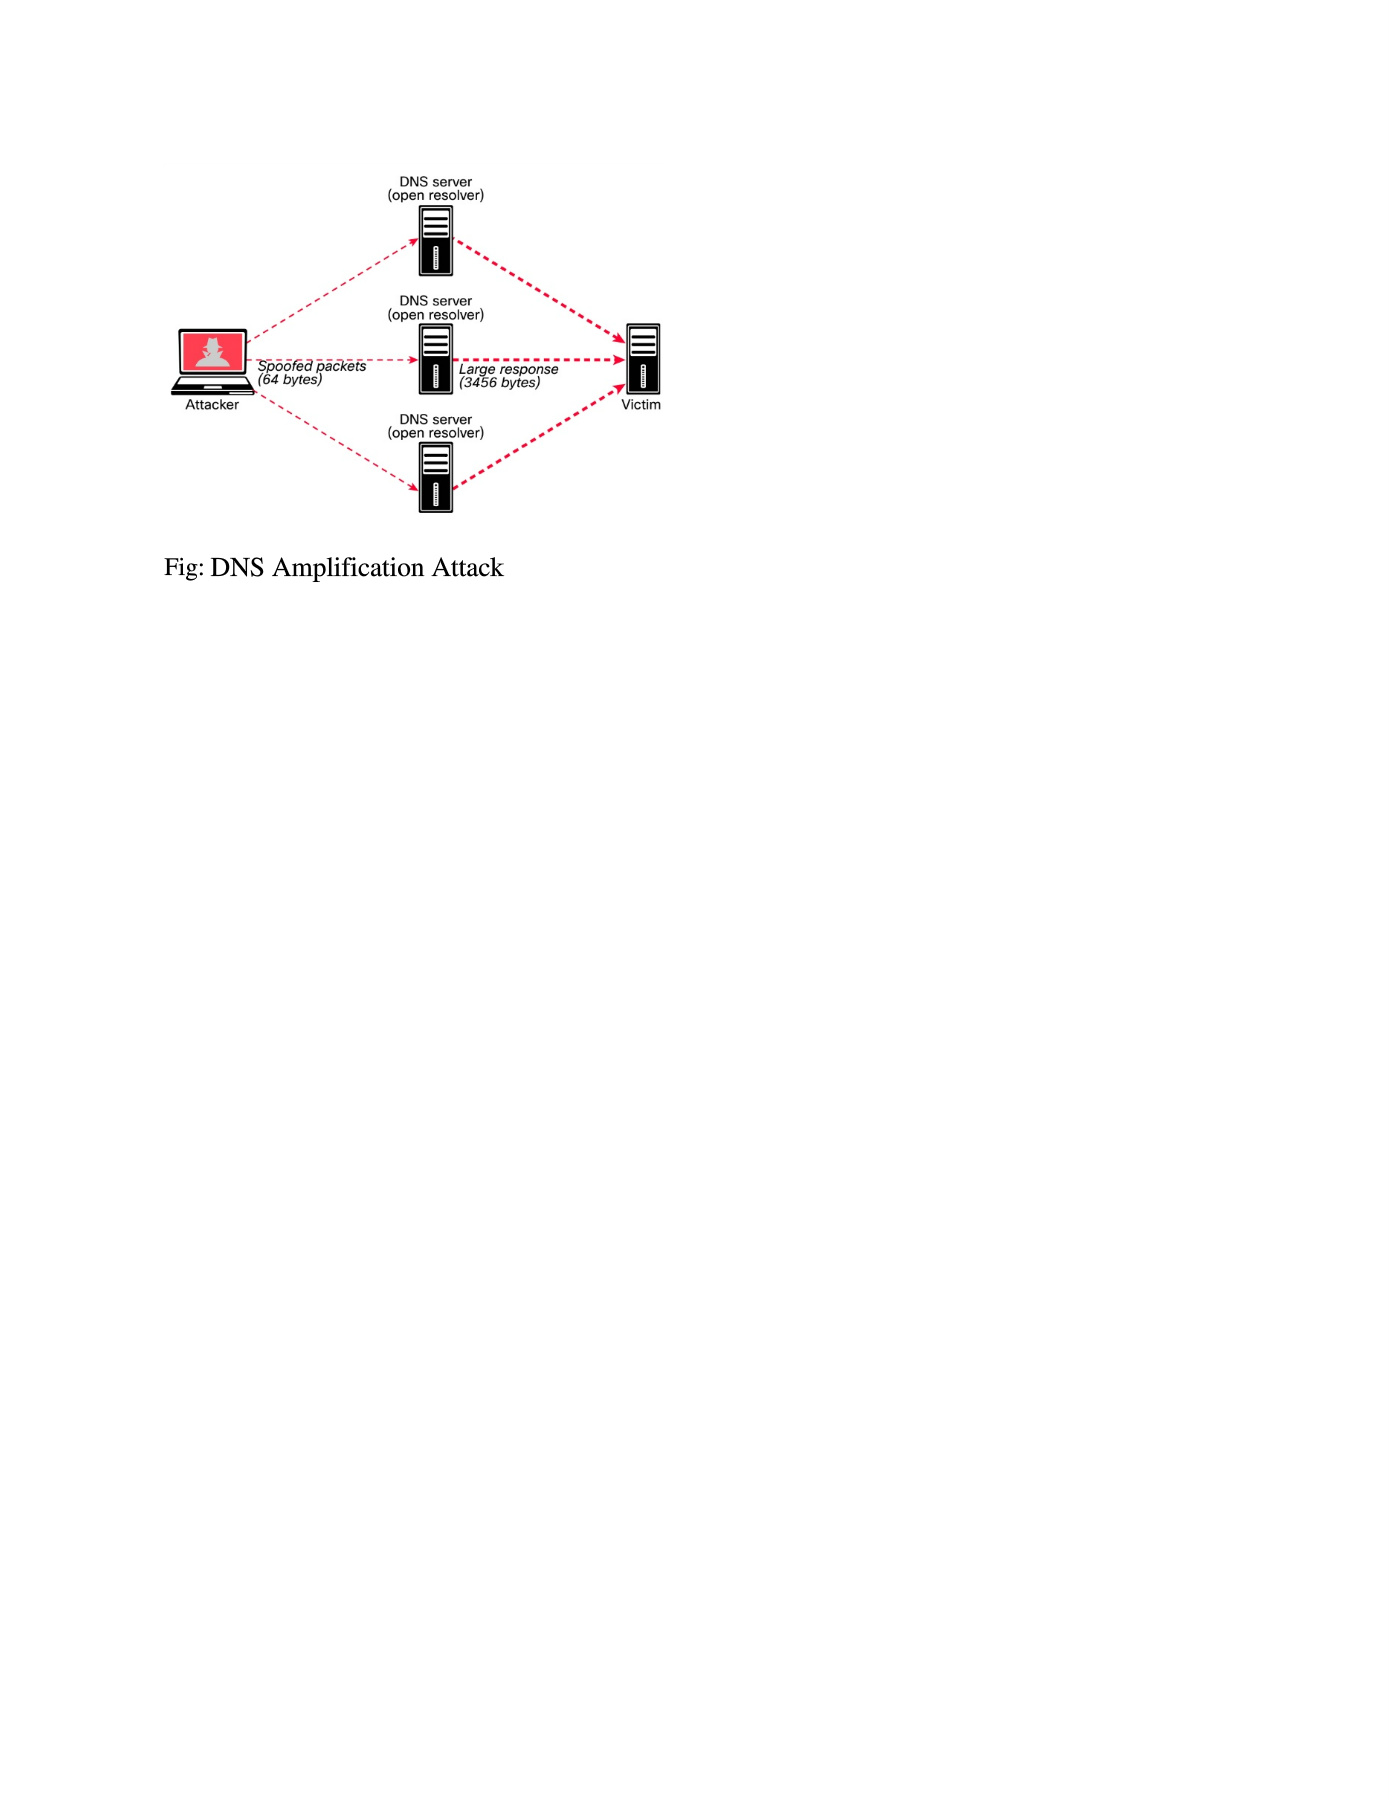 DNS server
(open resolver)
DNS server
(open resolver)
Spoofed packets
(64 bytes)
Large response
(3456 bytes)
Attacker
Victim
DNS server
(open resolver)
Fig: DNS Amplification Attack